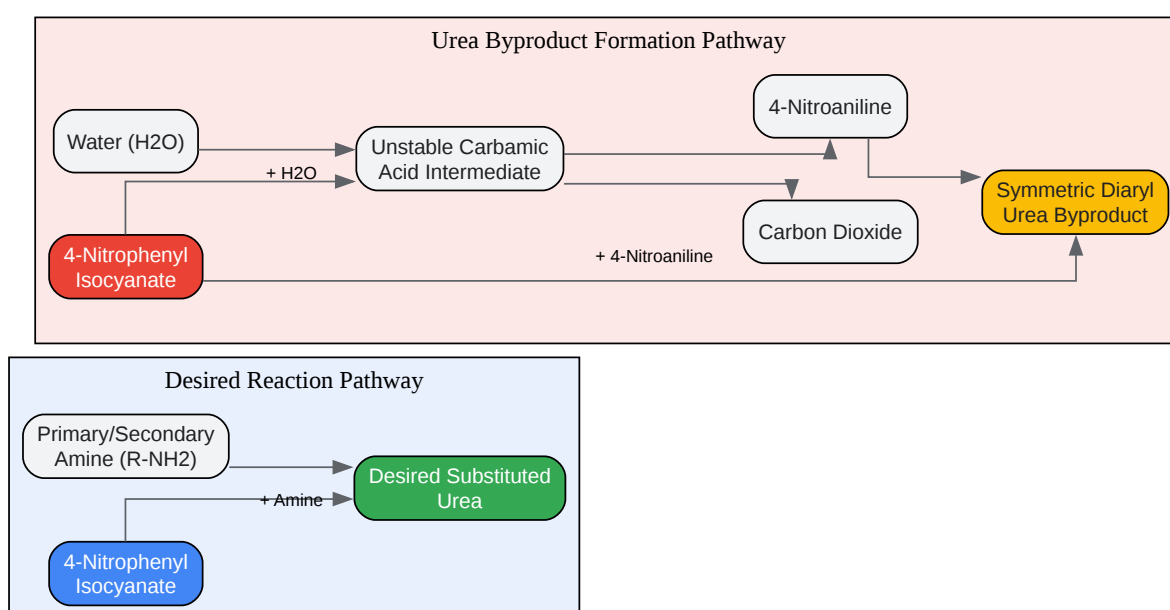 Urea Byproduct Formation Pathway
Water (H2O)
+ H2O
4-Nitrophenyl
Isocyanate
Unstable Carbamic
Acid Intermediate
4-Nitroaniline
Carbon Dioxide
+ 4-Nitroaniline
Symmetric Diaryl
Urea Byproduct
Desired Reaction Pathway
Primary/Secondary
Amine (R-NH2)
+ Amine
4-Nitrophenyl
Isocyanate
Desired Substituted
Urea